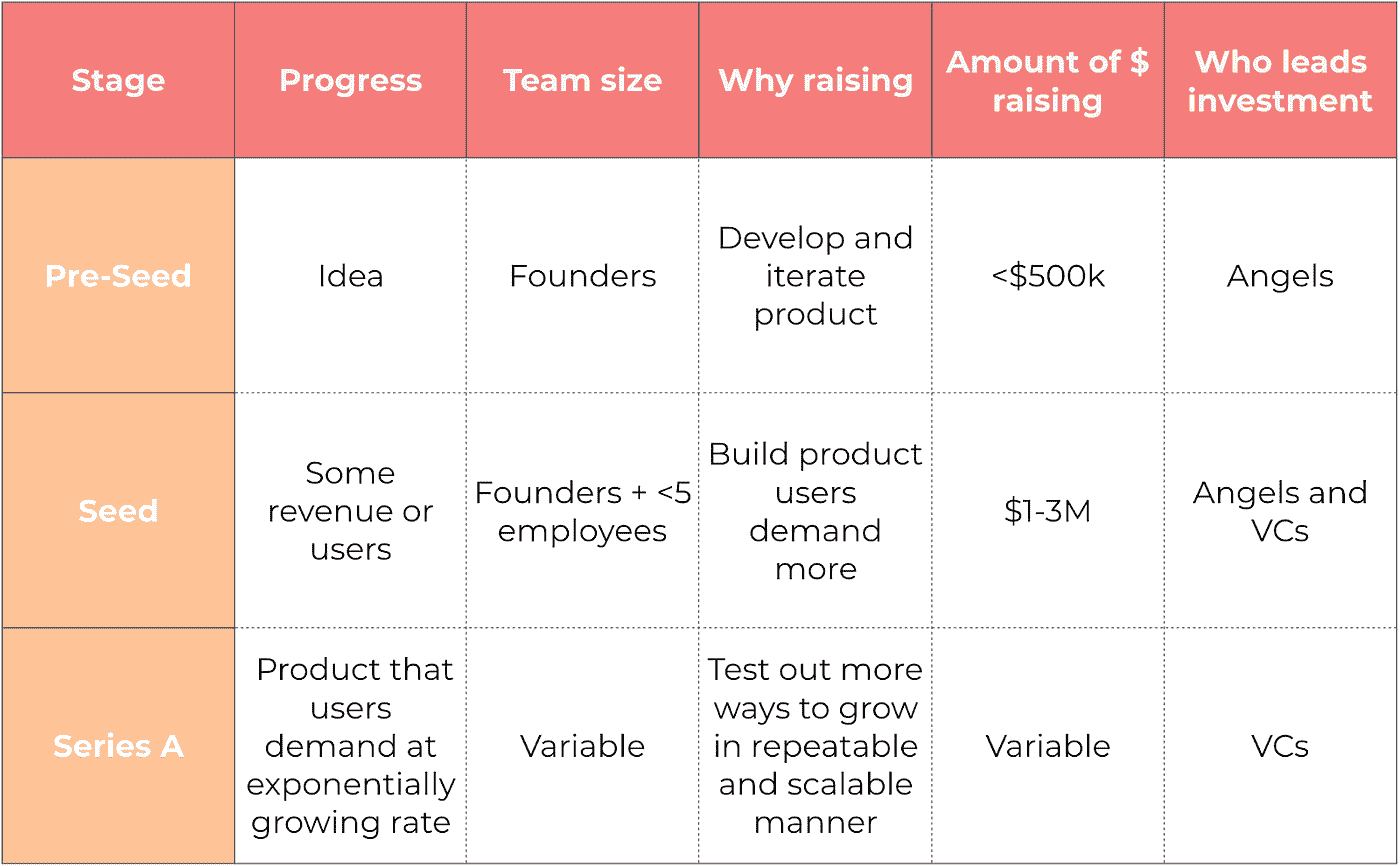 Stage
Progress
Team size
Why raising
Amount of $
raising
Who leads
investment
Pre-Seed
Idea
Founders
Develop and
iterate
product
<$500k
Angels
Seed
Some
revenue or
users
Founders + <5
employees
Build product
users
demand
more
$1-3M
Angels and
VCs
Series A
Product that
users
demand at
exponentially
growing rate
Variable
Test out more
ways to grow
in repeatable
and scalable
manner
Variable
VCs